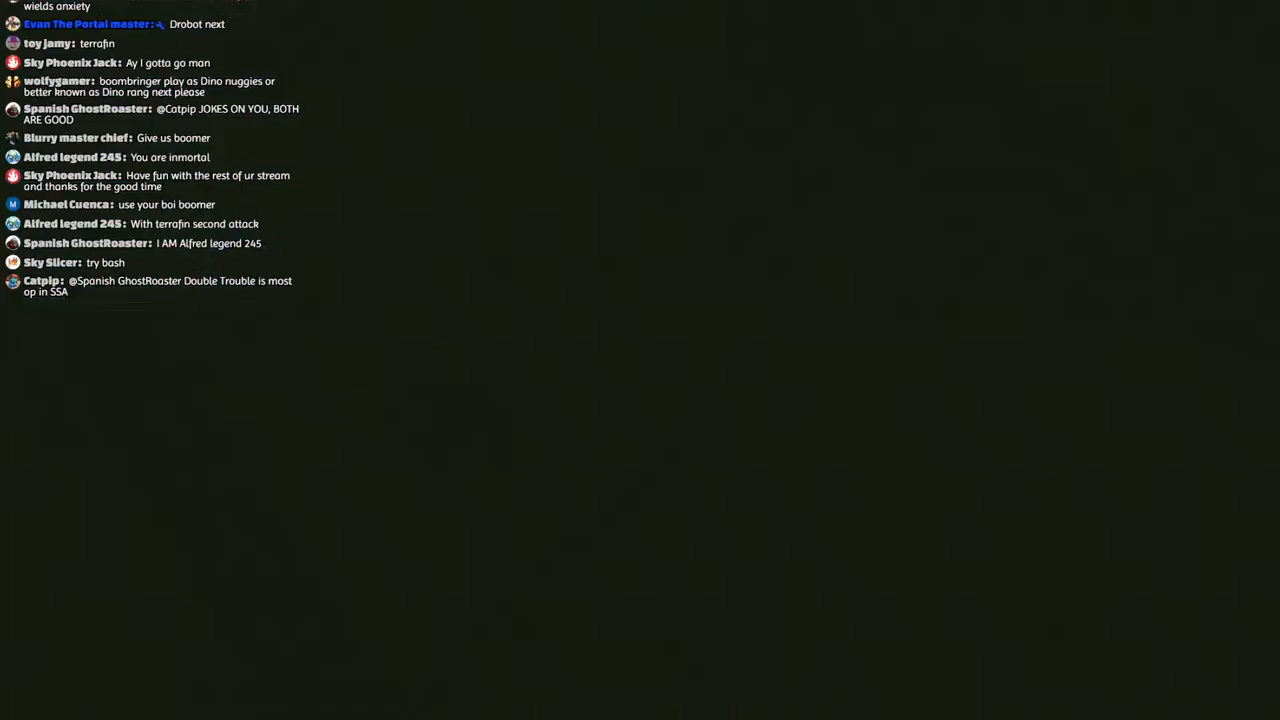 wields anxiety
Evan The Portal master: Drobot next
toy jamy: terrafin
Sky Phoenix Jack: Ay I gotta go man
wolfygamer: boombringer play as Dino nuggies or
better known as Dino rang next please
Spanish GhostRoaster: @Catpip JOKES ON YOU, BOTH
ARE GOOD
Blurry master chief: Give us boomer
Alfred legend 245: You are inmortal
Sky Phoenix Jack: Have fun with the rest of ur stream
and thanks for the good time
M Michael Cuenca: use your boi boomer
Alfred legend 245: With terrafin second attack
Spanish GhostRoaster: I AM Alfred legend 245
Sky Slicer: try bash
Catpip: @Spanish GhostRoaster Double Trouble is most
op in SSA